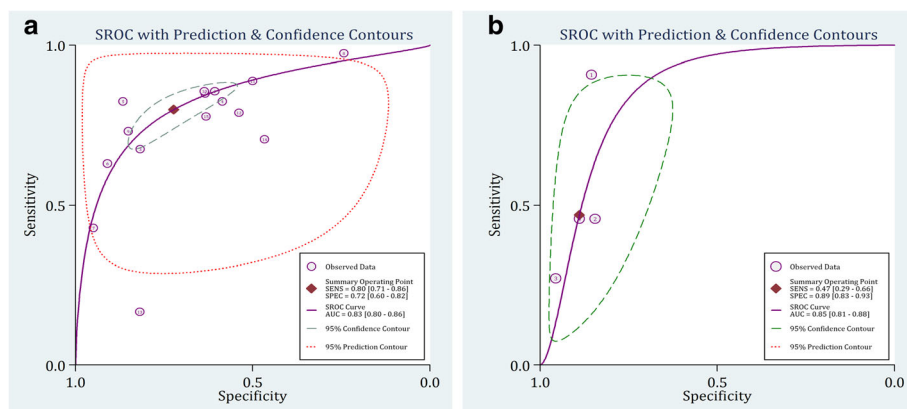 a
SROC with Prediction & Confidence Contours
1.0
0.5
0.0
Sensitivity
1.0
0.5
0.0
Specificity
Observed Data
Summary Operating Point
SENS = 0.80 [0.71 - 0.86]
SPEC = 0.72 [0.60 - 0.82]
SROC Curve
AUC = 0.83 [0.80 - 0.86]
95% Confidence Contour
95% Prediction Contour
b
SROC with Prediction & Confidence Contours
1
2
3
1.0
0.5
0.0
Sensitivity
1.0
0.5
0.0
Specificity
Observed Data
Summary Operating Point
SENS = 0.47 [0.29 - 0.66]
SPEC = 0.89 [0.83 - 0.93]
SROC Curve
AUC = 0.85 [0.81 - 0.88]
95% Confidence Contour
95% Prediction Contour